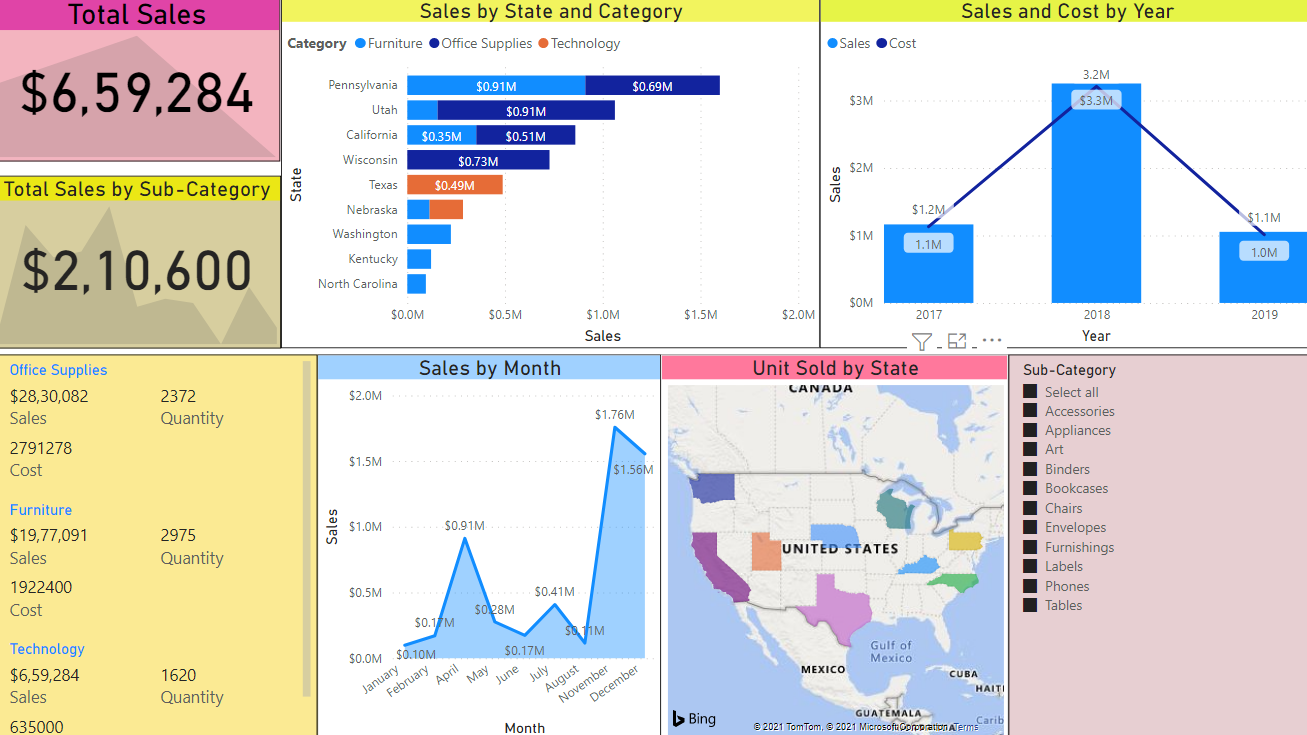 Total Sales
$6,59,284
Total Sales by Sub-Category
$2,10,600
Sales by State and Category
Category Furniture Office Supplies Technology
State
Pennsylvania $0.91M $0.69M
Utah $0.91M
California $0.35M $0.51M
Wisconsin $0.73M
Texas $0.49M
Nebraska
Washington
Kentucky
North Carolina
$0.0M $0.5M $1.0M $1.5M $2.0M
Sales
Sales and Cost by Year
Sales Cost
Sales
$3M
$2M
$1M
$0M
3.2M
$3.3M
$1.2M
1.1M
$1.1M
1.0M
2017 2018 2019
Year
Office Supplies
$28,30,082 2372
Sales Quantity
2791278
Cost
Furniture
$19,77,091 2975
Sales Quantity
1922400
Cost
Technology
$6,59,284 1620
Sales Quantity
635000
Sales by Month
Sales
$2.0M
$1.5M
$1.0M
$0.5M
$0.0M
$1.76M
$1.56M
$0.91M
$0.41M
$0.28M
$0.17M
$0.11M
$0.17M
$0.10M
January February April May June July August November December
Month
Unit Sold by State
CANADA
UNITED STATES
Gulf of
Mexico
MEXICO
CUBA
HAITI
GUATEMALA
Carib
Bing
© 2021 TomTom, © 2021 Microsoft Corporation Terms
Sub-Category
Select all
Accessories
Appliances
Art
Binders
Bookcases
Chairs
Envelopes
Furnishings
Labels
Phones
Tables